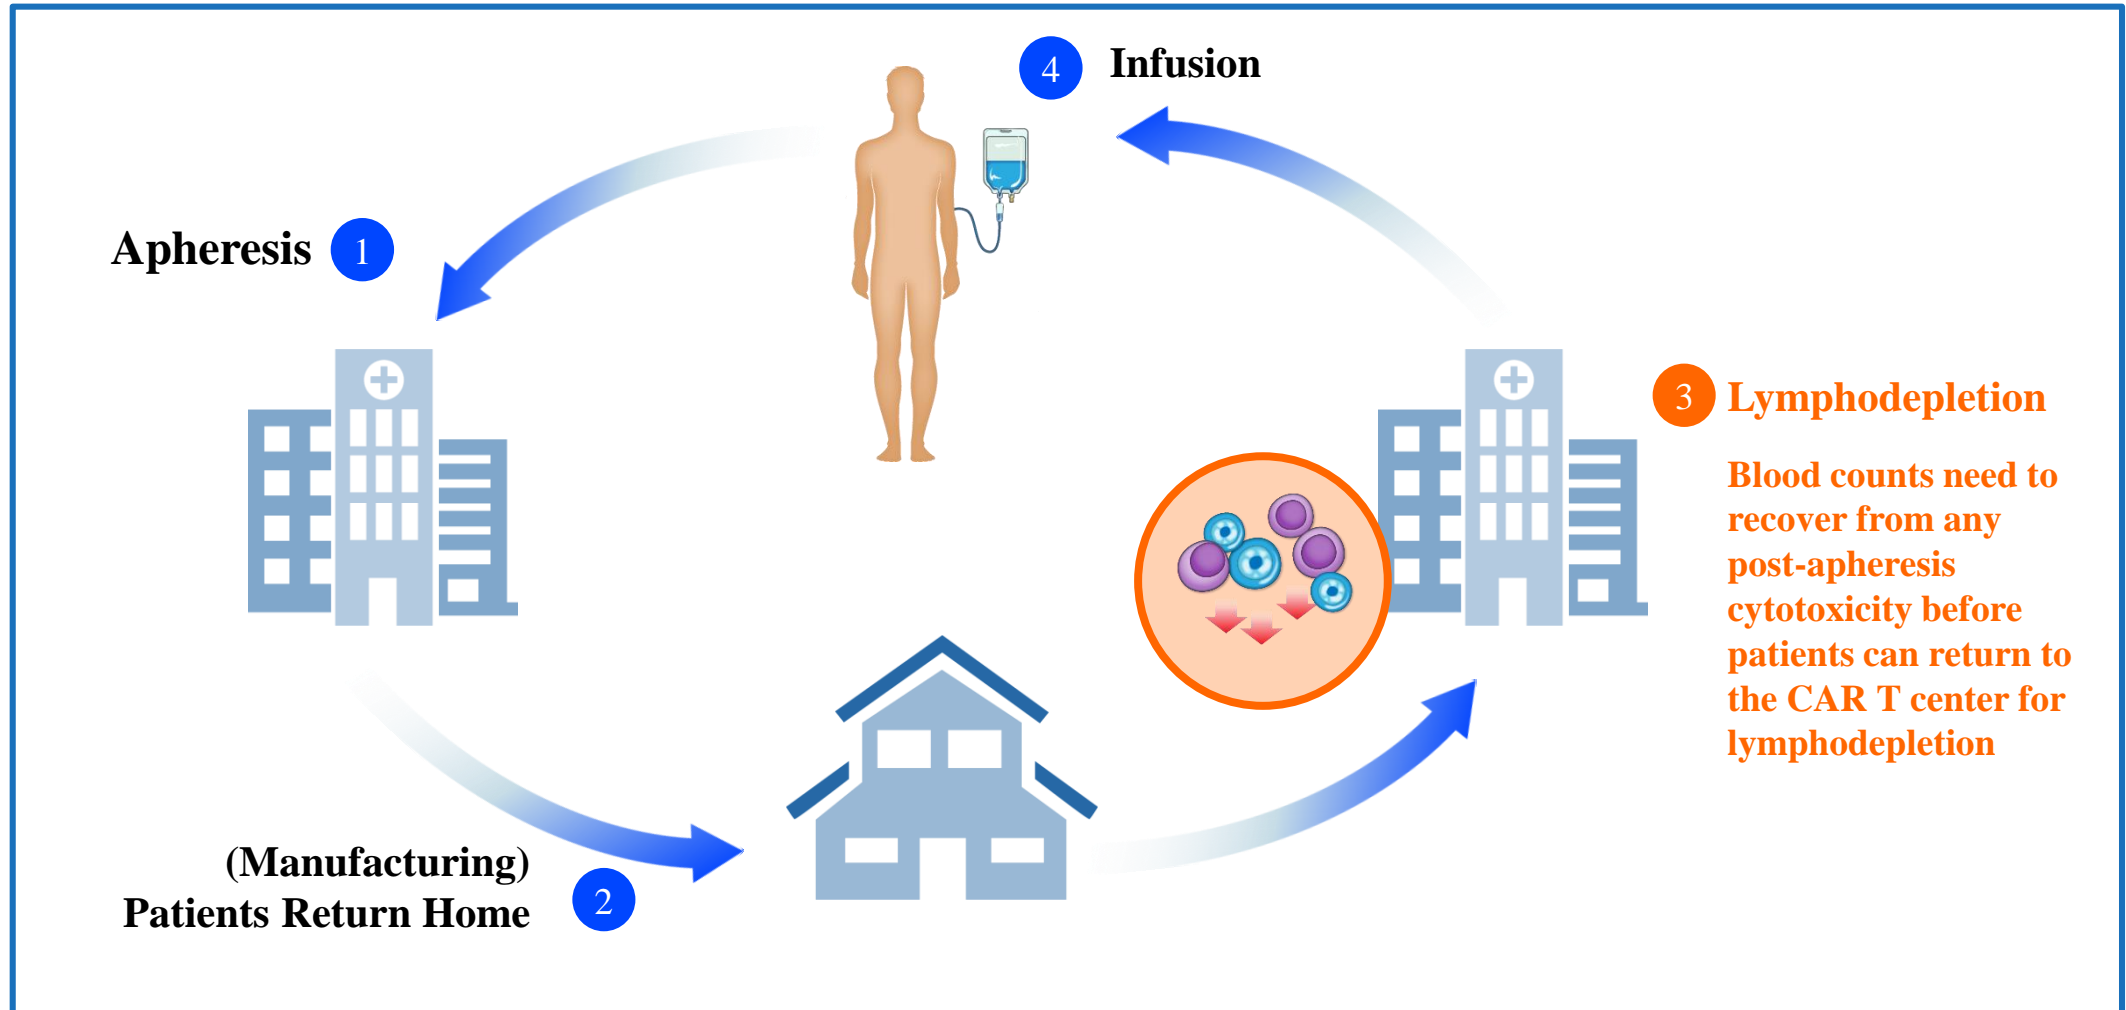 4 Infusion
Apheresis 1
3 Lymphodepletion
Blood counts need to
recover from any
post-apheresis
cytotoxicity before
patients can return to
the CAR T center for
lymphodepletion
(Manufacturing)
Patients Return Home 2